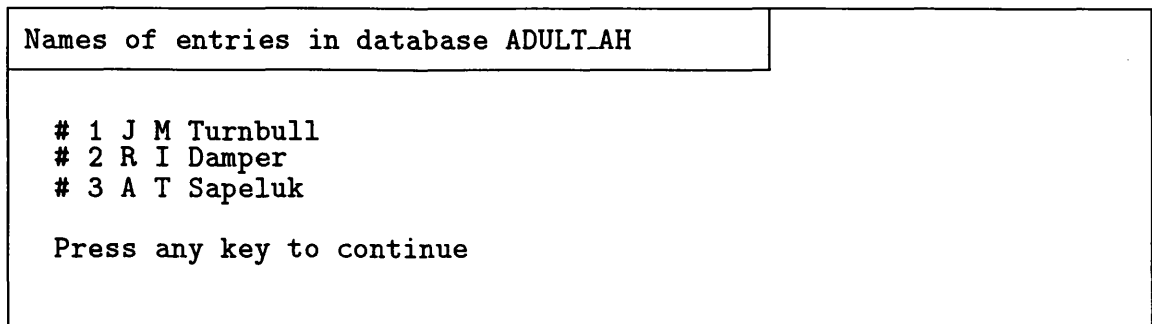 Names of entries in database ADULT_AH
# 1 J M Turnbull
# 2 R I Damper
# 3 A T Sapeluk
Press any key to continue